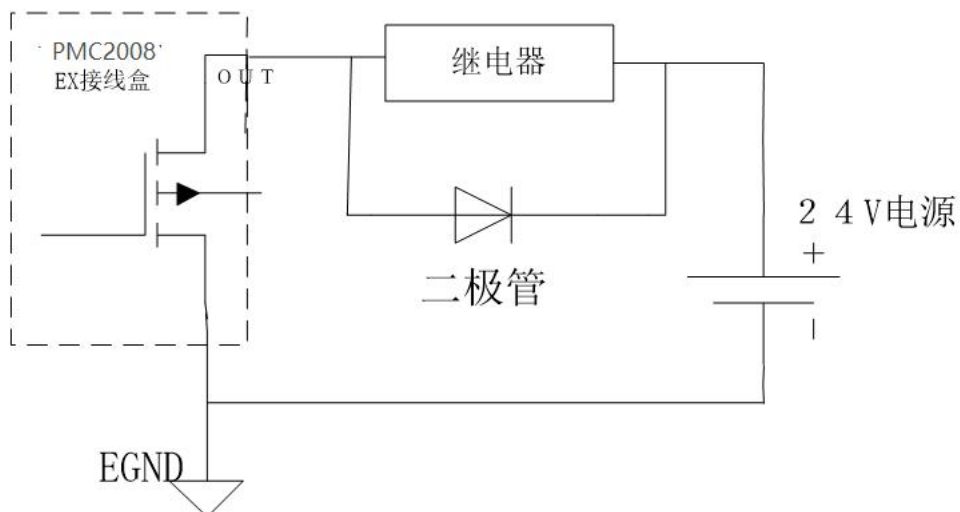 PMC2008
EX接线盒
OUT
继电器
二极管
24V电源
+
-
EGND